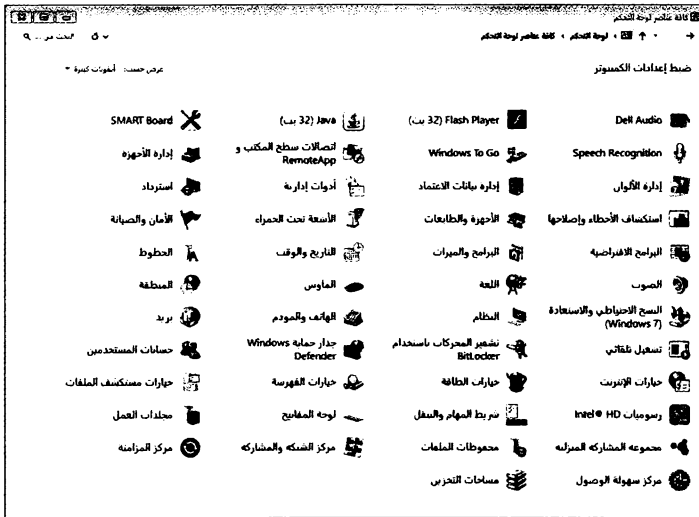 كافة عناصر لوحة التحكم
لوحة التحكم › كافة عناصر لوحة التحكم
ضبط إعدادات الكمبيوتر
عرض حسب: أيقونات كبيرة
Dell Audio
Flash Player (32 بت)
Java (32 بت)
SMART Board
Speech Recognition
Windows To Go
اتصالات سطح المكتب و
RemoteApp
إدارة الأجهزة
إدارة الألوان
إدارة بيانات الاعتماد
أدوات إدارية
استرداد
استكشاف الأخطاء وإصلاحها
الأجهزة والطابعات
الأشعة تحت الحمراء
الأمان والصيانة
البرامج الافتراضية
البرامج والميزات
التاريخ والوقت
الخطوط
الصوت
اللغة
الماوس
المنطقة
النسخ الاحتياطي والاستعادة
(Windows 7)
النظام
الهاتف والمودم
بريد
تشغيل تلقائي
تشفير المحركات باستخدام
BitLocker
جدار حماية Windows
Defender
حسابات المستخدمين
خيارات الإنترنت
خيارات الطاقة
خيارات الفهرسة
خيارات مستكشف الملفات
رسوميات Intel® HD
شريط المهام والتنقل
لوحة المفاتيح
مجلدات العمل
مجموعة المشاركة المنزلية
محفوظات الملفات
مركز الشبكة والمشاركة
مركز المزامنة
مركز سهولة الوصول
مساحات التخزين